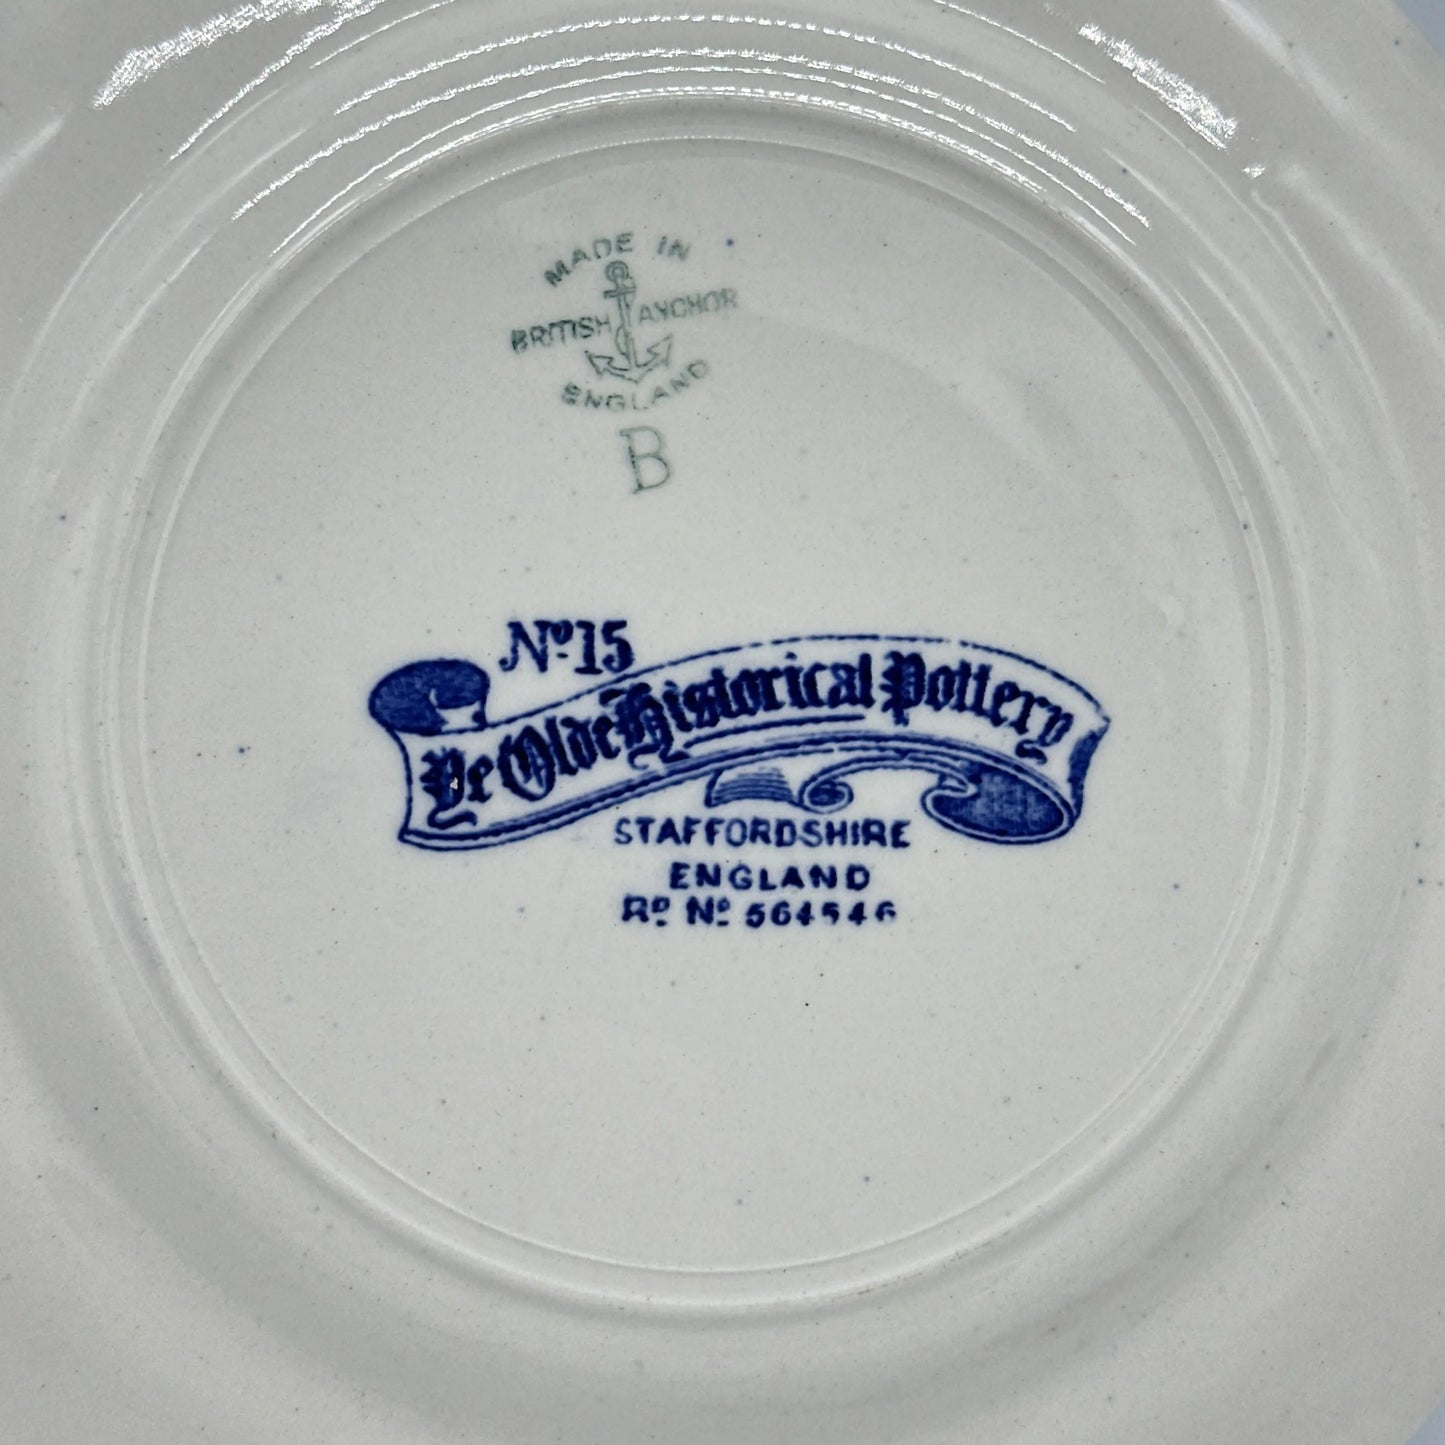 MADE IN
BRITISH ANCHOR
ENGLAND
B
Nº 15
Ye Olde Historical Pottery
STAFFORDSHIRE
ENGLAND
Rᴰ Nº 564546